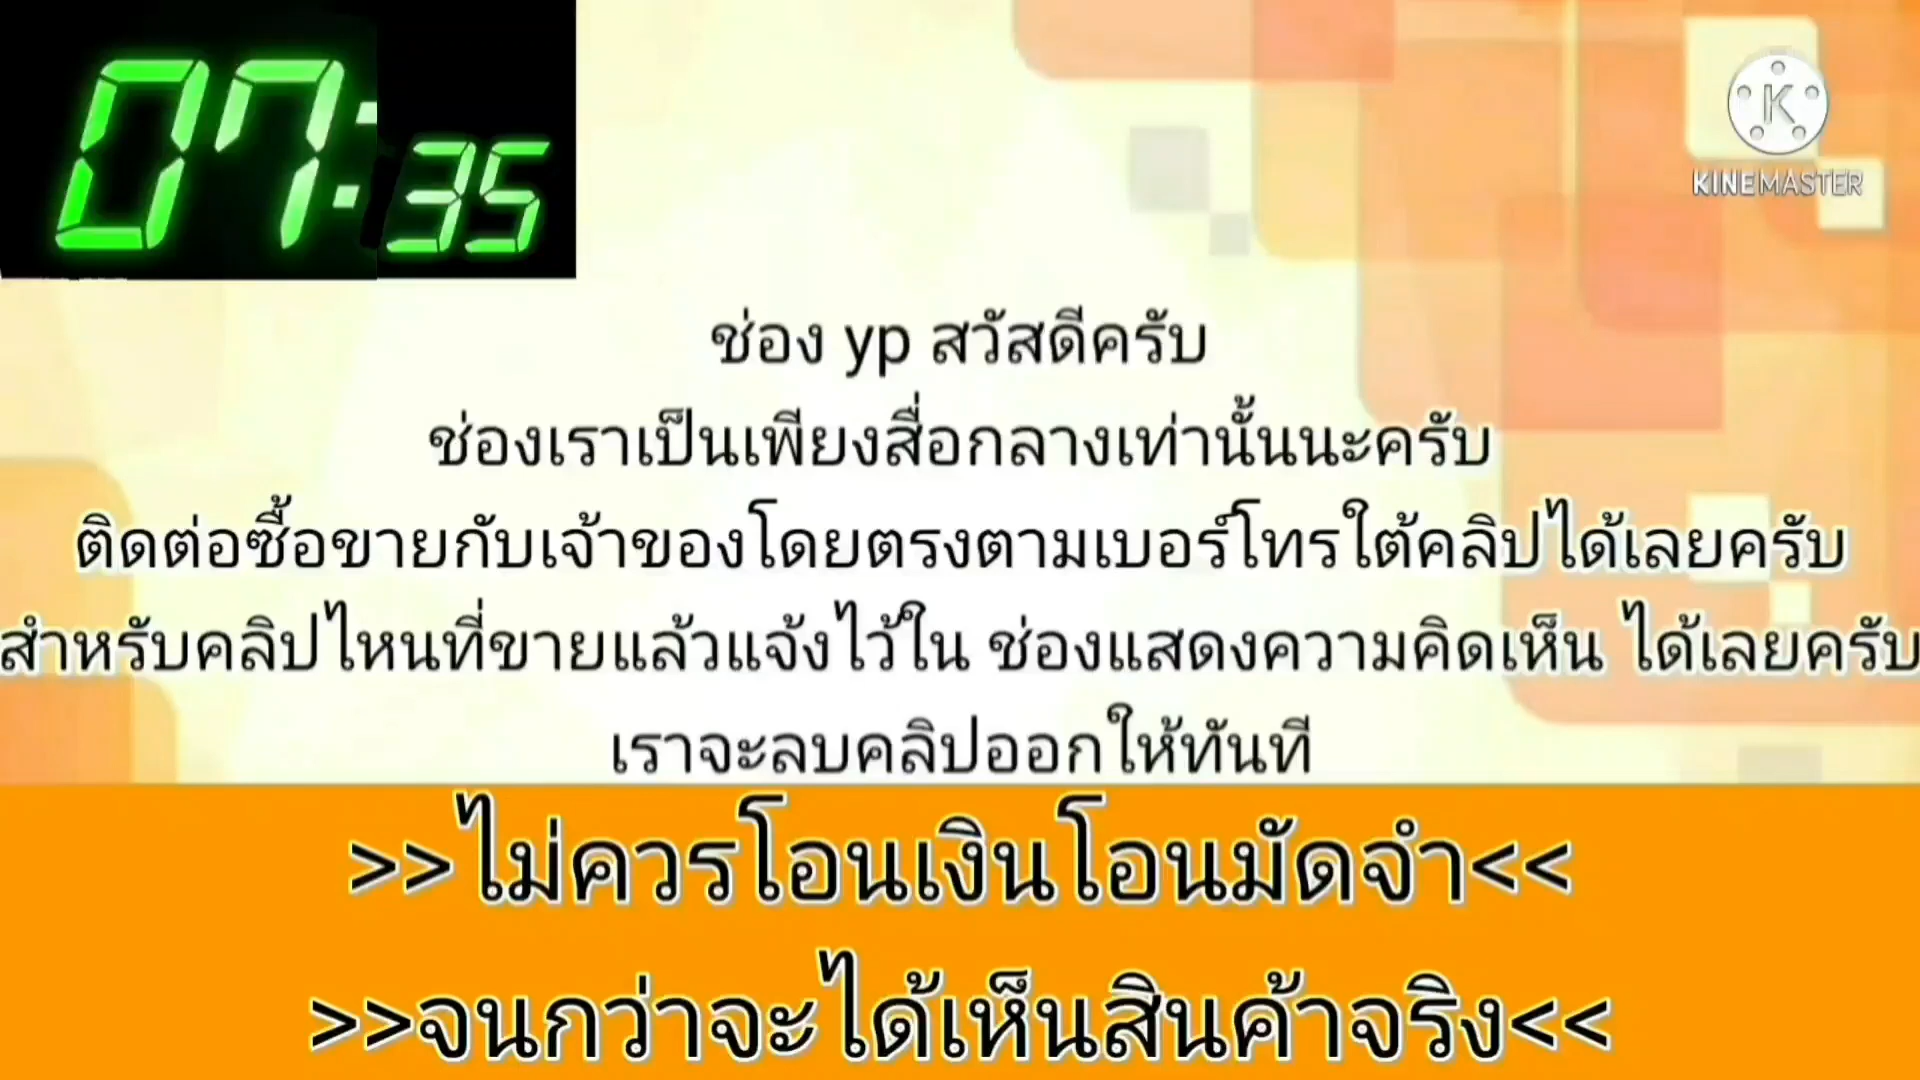 07:35
KINEMASTER
ช่อง yp สวัสดีครับ
ช่องเราเป็นเพียงสื่อกลางเท่านั้นนะครับ
ติดต่อซื้อขายกับเจ้าของโดยตรงตามเบอร์โทรใต้คลิปได้เลยครับ
สำหรับคลิปไหนที่ขายแล้วแจ้งไว้ใน ช่องแสดงความคิดเห็น ได้เลยครับ
เราจะลบคลิปออกให้ทันที
>>ไม่ควรโอนเงินโอนมัดจำ<<
>>จนกว่าจะได้เห็นสินค้าจริง<<